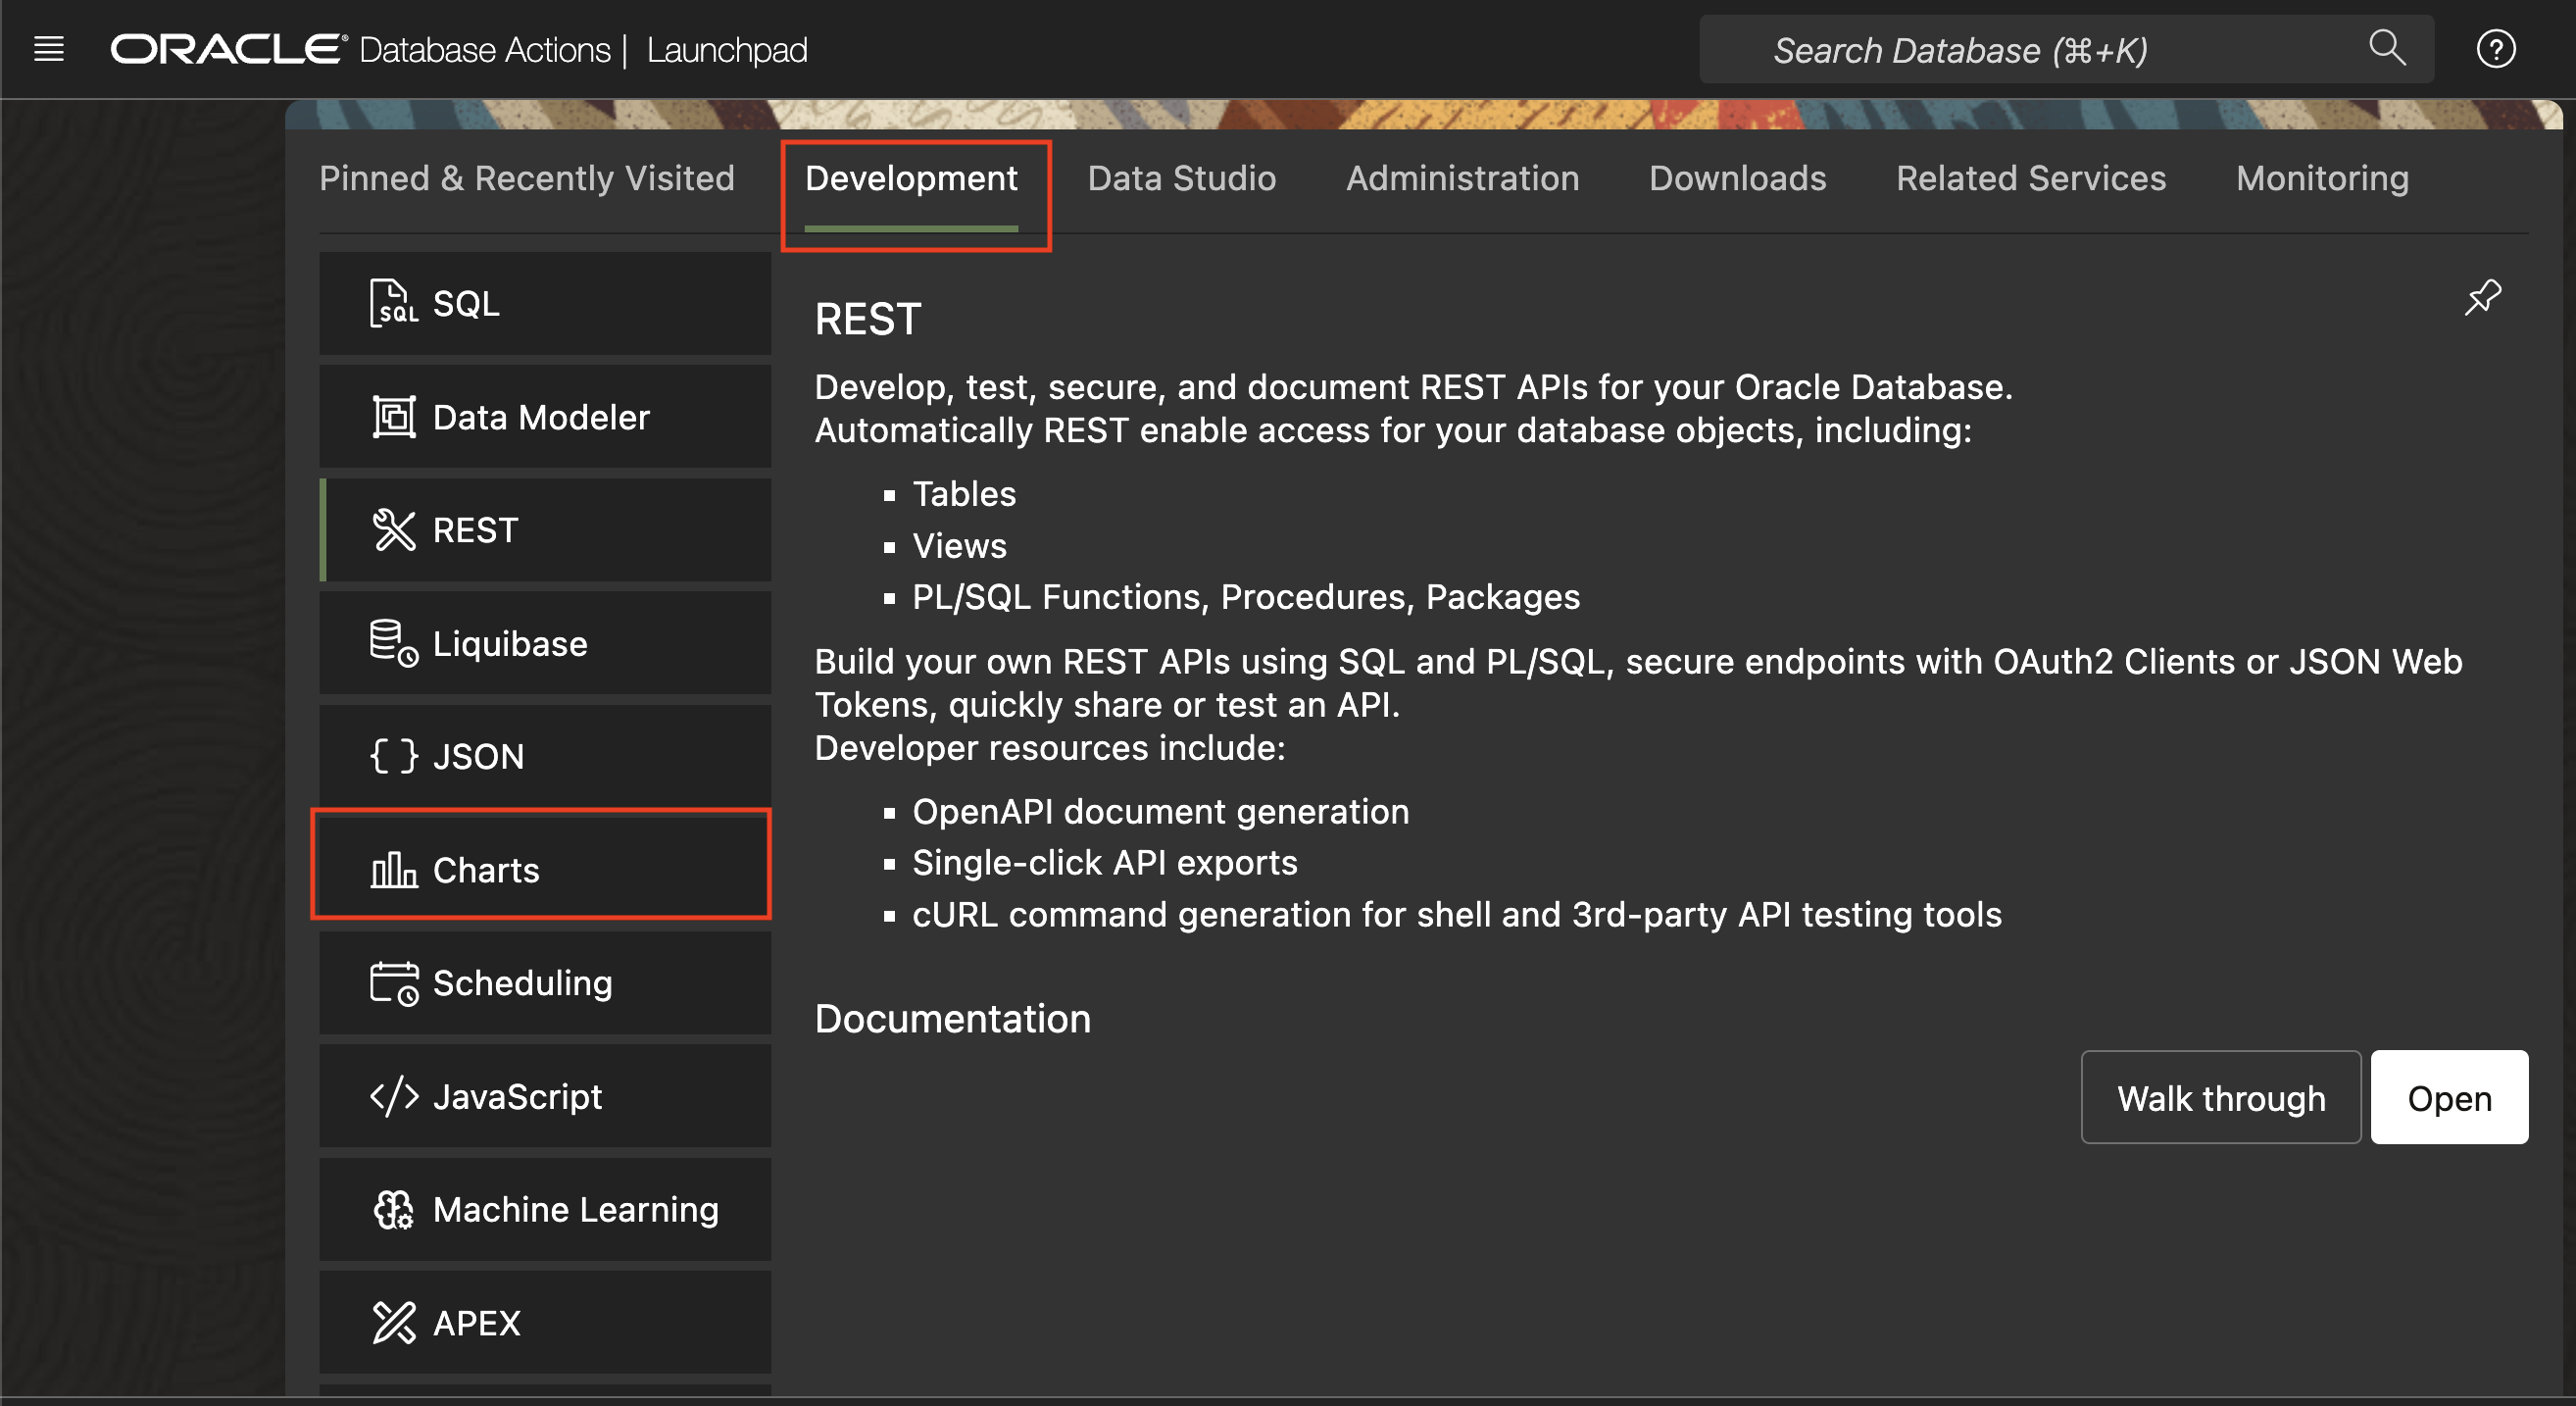 ORACLE® Database Actions | Launchpad
Search Database (⌘+K)
?
Pinned & Recently Visited
Development
Data Studio
Administration
Downloads
Related Services
Monitoring
SQL SQL
Data Modeler
REST
Liquibase
{ } JSON
Charts
Scheduling
</> JavaScript
Machine Learning
APEX
REST
Develop, test, secure, and document REST APIs for your Oracle Database.
Automatically REST enable access for your database objects, including:
▪ Tables
▪ Views
▪ PL/SQL Functions, Procedures, Packages
Build your own REST APIs using SQL and PL/SQL, secure endpoints with OAuth2 Clients or JSON Web
Tokens, quickly share or test an API.
Developer resources include:
▪ OpenAPI document generation
▪ Single-click API exports
▪ cURL command generation for shell and 3rd-party API testing tools
Documentation
Walk through
Open